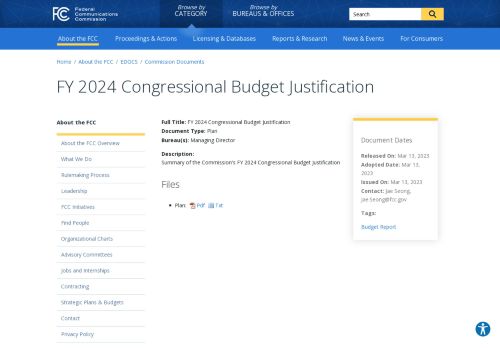 FCC Federal
Communications
Commission
Browse by
CATEGORY
Browse by
BUREAUS & OFFICES
Search
About the FCC
Proceedings & Actions
Licensing & Databases
Reports & Research
News & Events
For Consumers
Home / About the FCC / EDOCS / Commission Documents
FY 2024 Congressional Budget Justification
About the FCC
About the FCC Overview
What We Do
Rulemaking Process
Leadership
FCC Initiatives
Find People
Organizational Charts
Advisory Committees
Jobs and Internships
Contracting
Strategic Plans & Budgets
Contact
Privacy Policy
Full Title: FY 2024 Congressional Budget Justification
Document Type: Plan
Bureau(s): Managing Director
Description:
Summary of the Commission's FY 2024 Congressional Budget Justification
Files
Plan: Pdf Txt
Document Dates
Released On: Mar 13, 2023
Adopted Date: Mar 13,
2023
Issued On: Mar 13, 2023
Contact: Jae Seong,
Jae.Seong@fcc.gov
Tags:
Budget Report